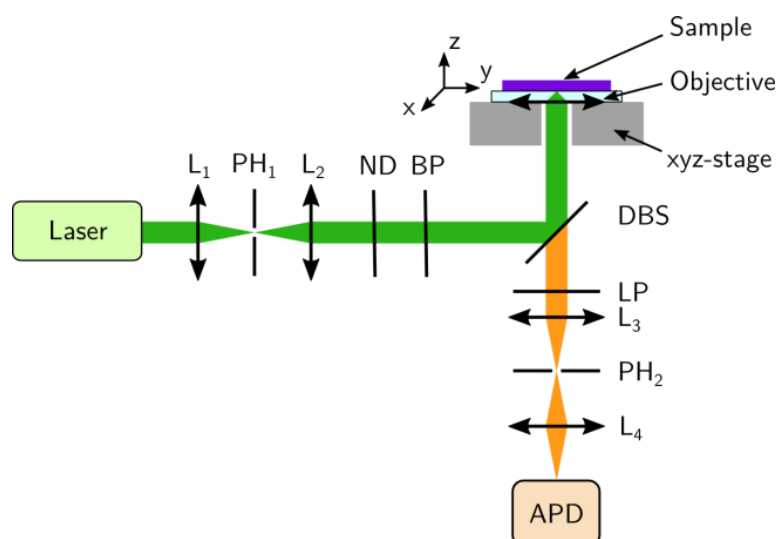 Sample
z
y
Objective
x
xyz-stage
L₁ PH₁ L₂ ND BP
Laser
DBS
LP
L₃
PH₂
L₄
APD